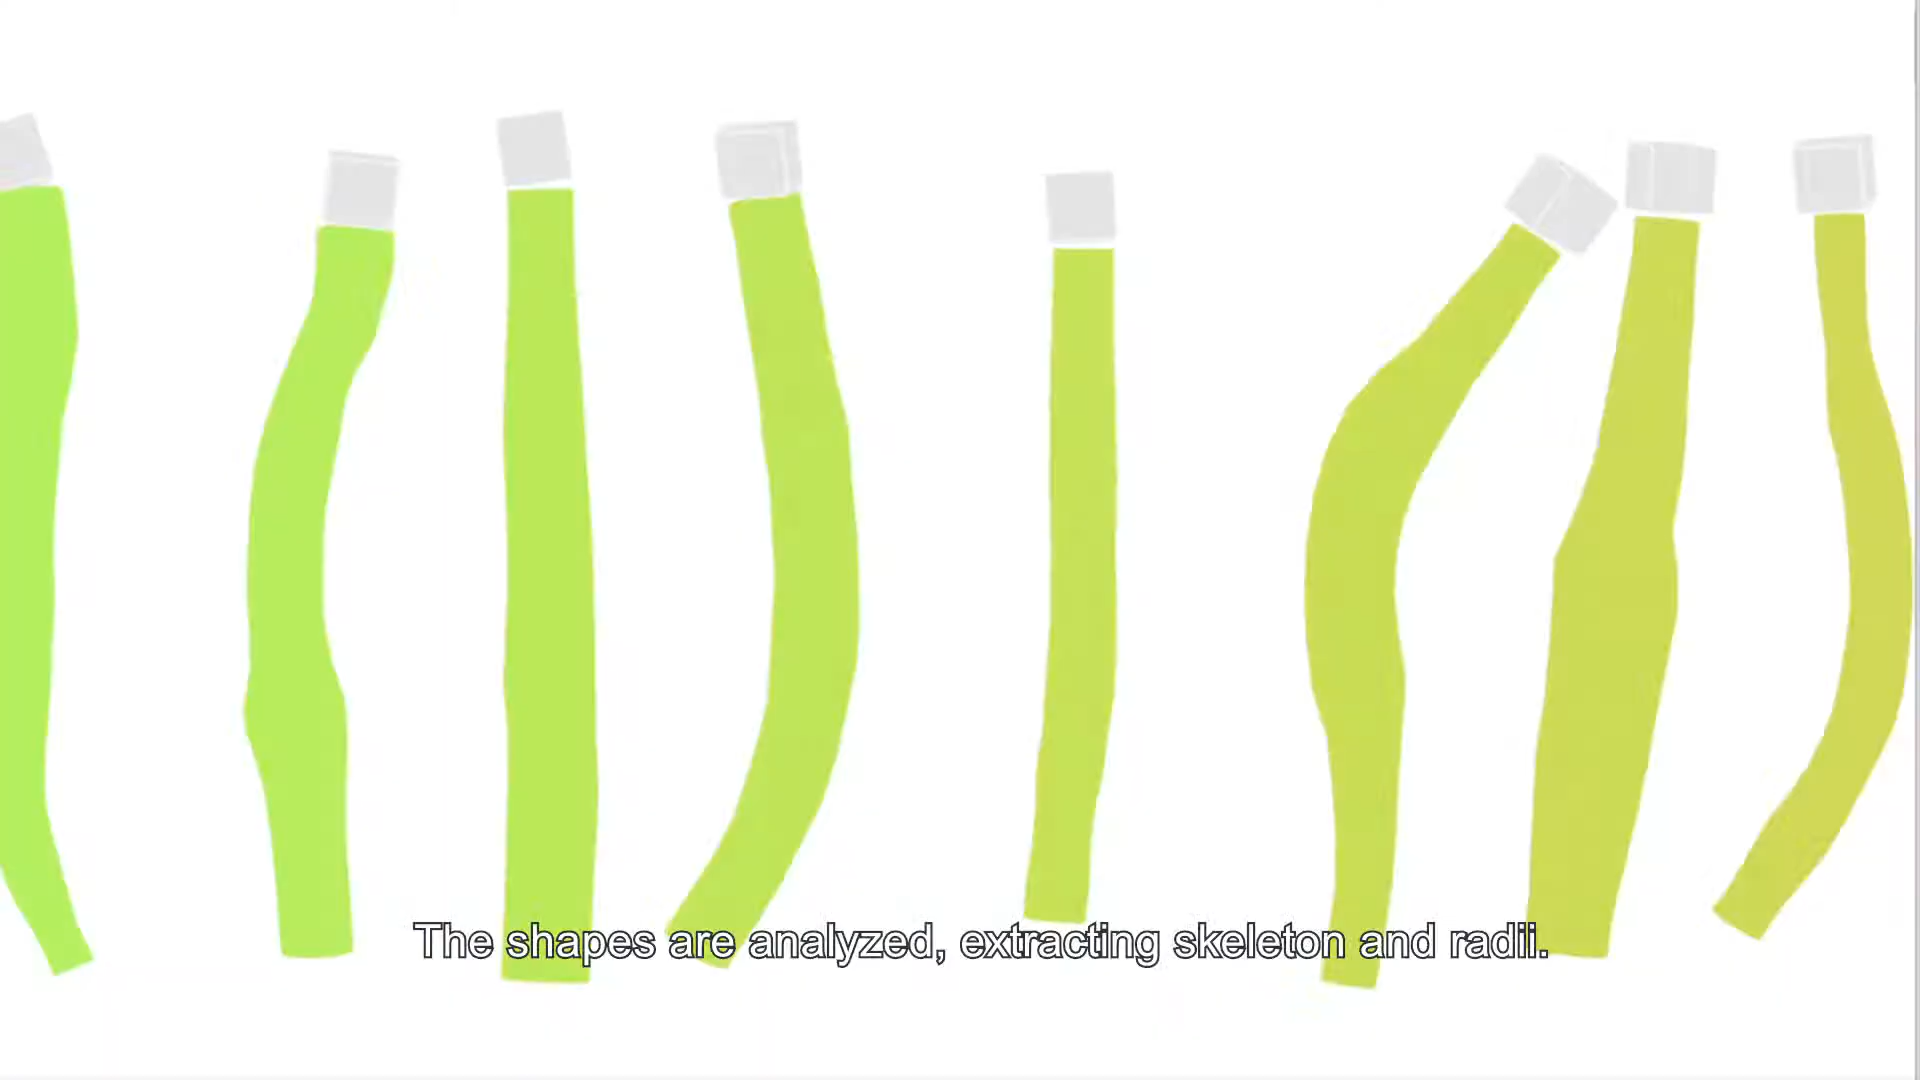 The shapes are analyzed, extracting skeleton and radii.